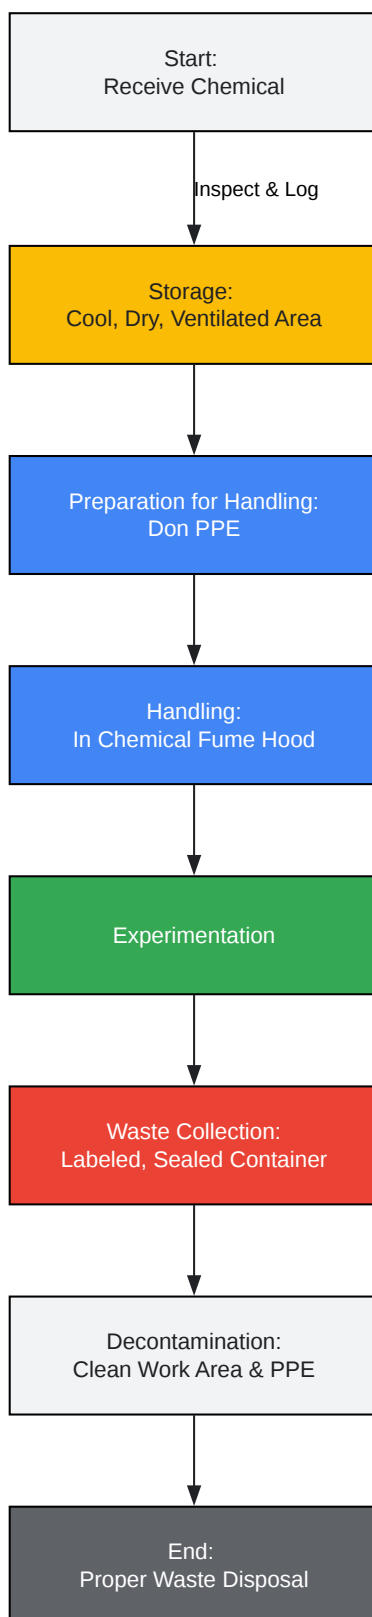 Start:
Receive Chemical
Inspect & Log
Storage:
Cool, Dry, Ventilated Area
Preparation for Handling:
Don PPE
Handling:
In Chemical Fume Hood
Experimentation
Waste Collection:
Labeled, Sealed Container
Decontamination:
Clean Work Area & PPE
End:
Proper Waste Disposal